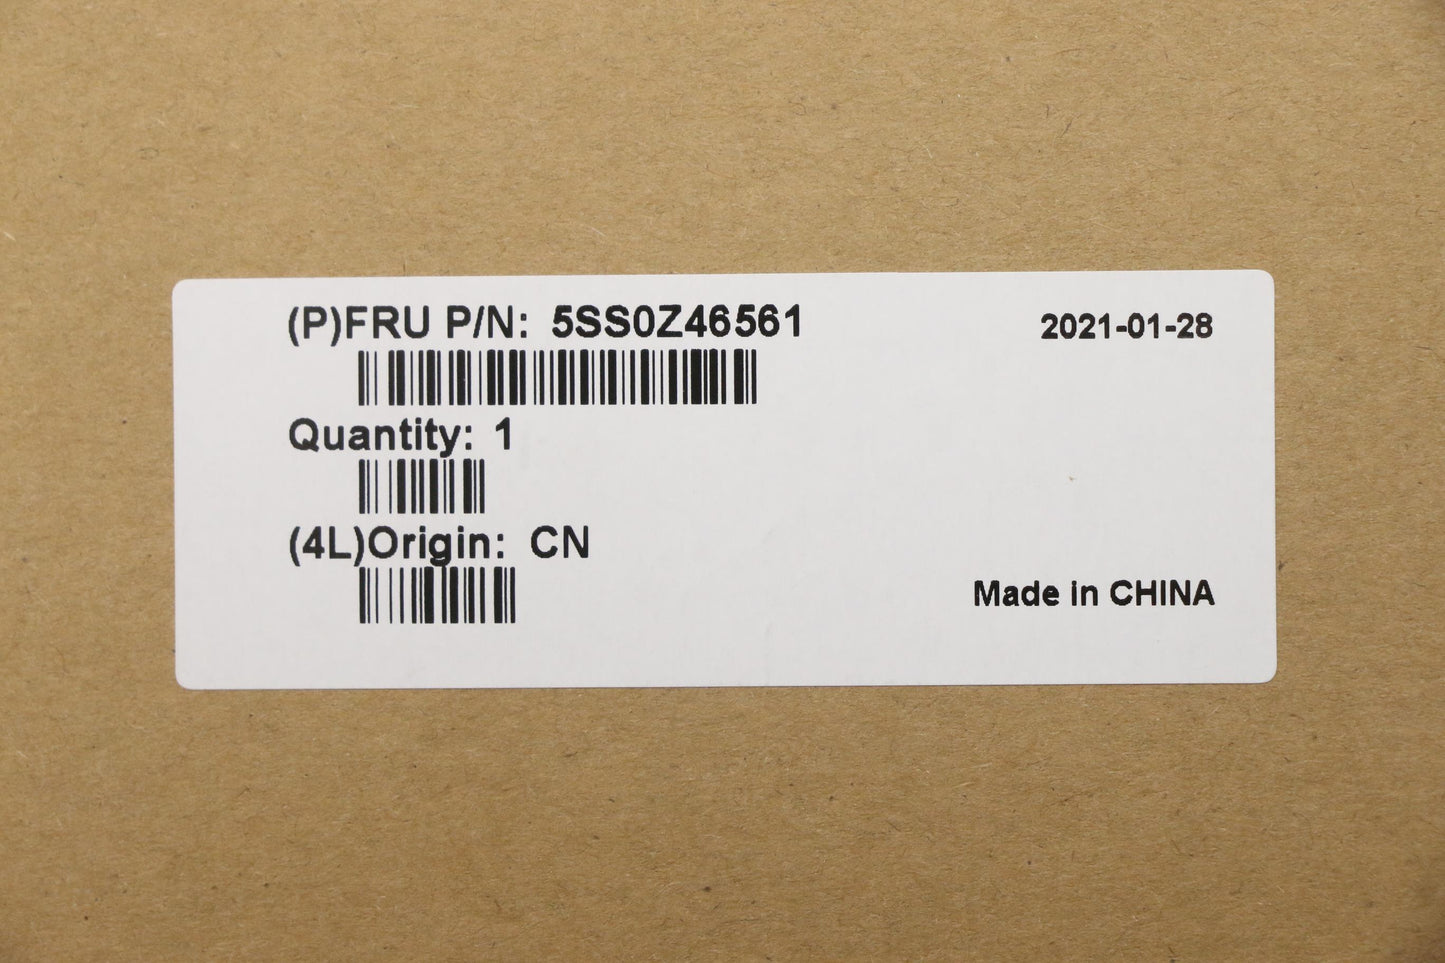 (P)FRU P/N: 5SS0Z46561
2021-01-28
Quantity: 1
(4L)Origin: CN
Made in CHINA